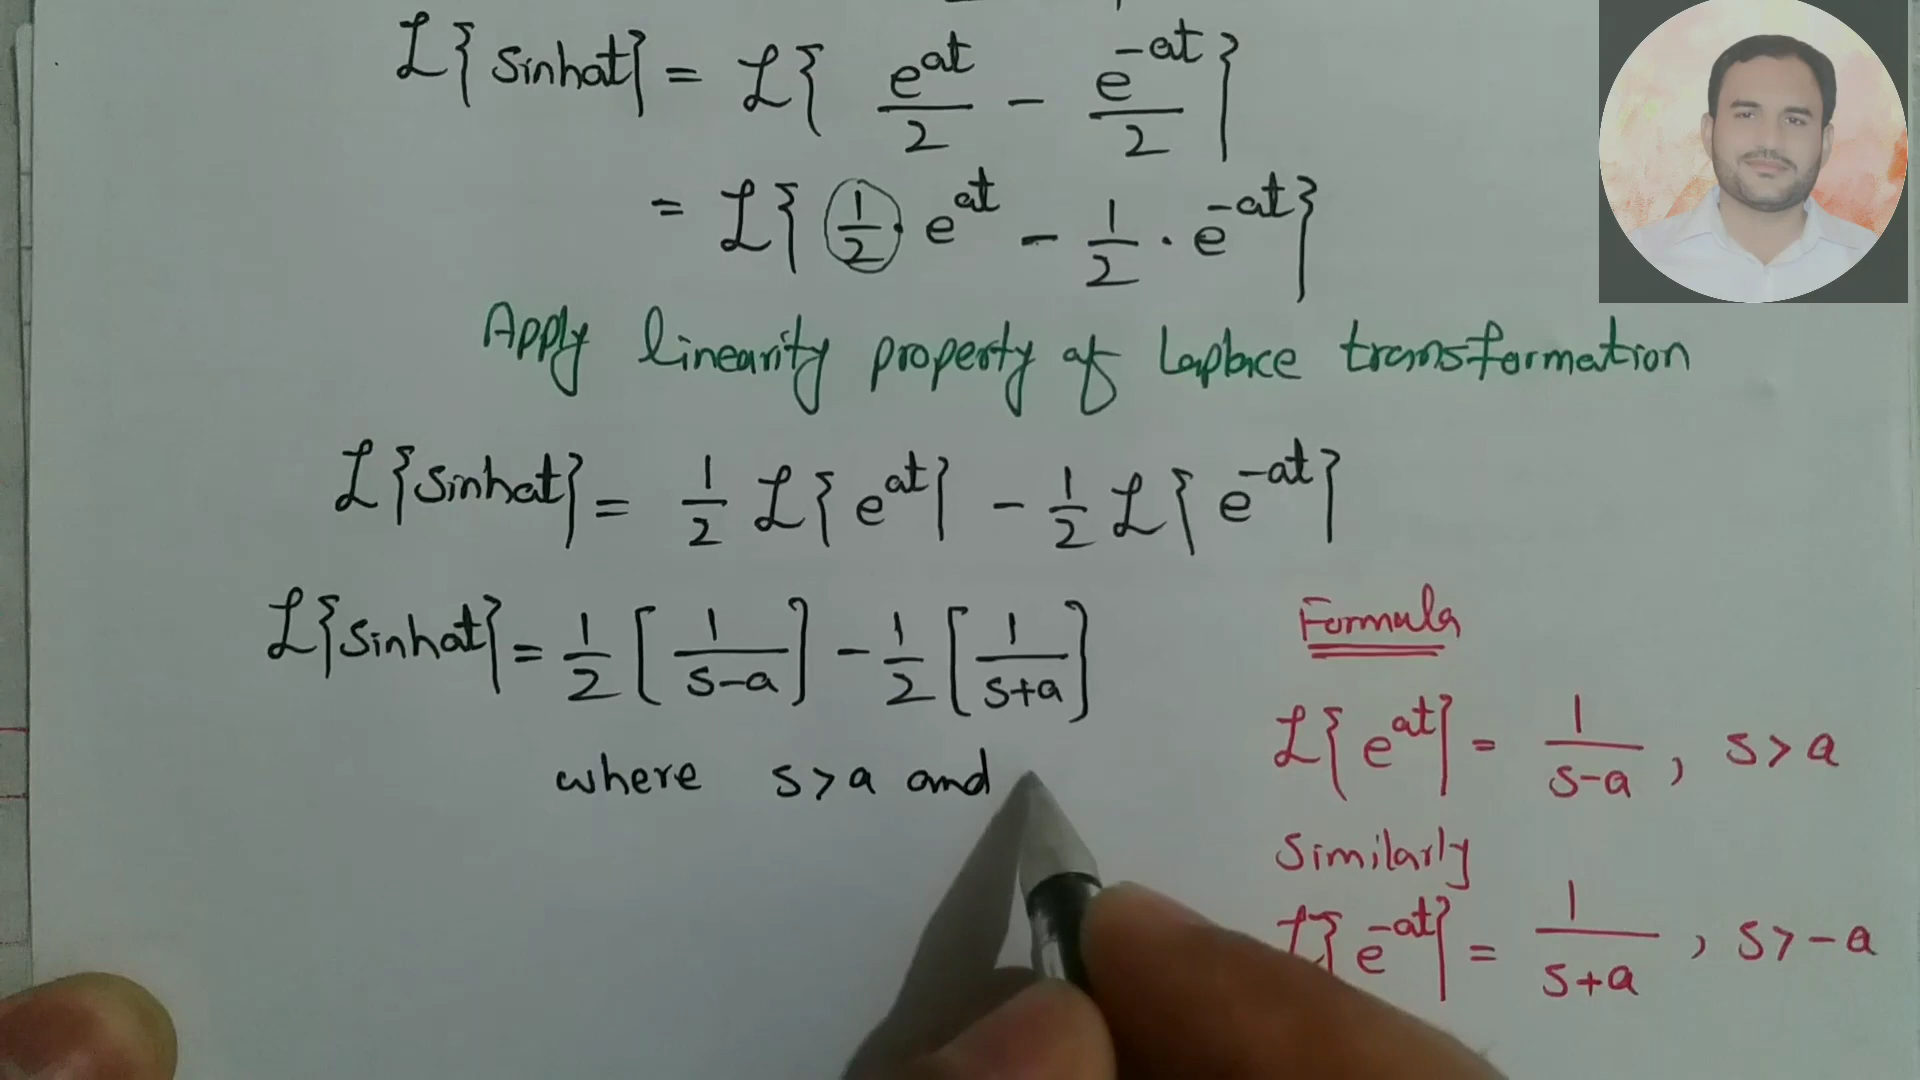 ℒ{sinhat} = ℒ{ e^at/2 − e^-at/2 }
= ℒ{ 1/2 · e^at − 1/2 · e^-at }
Apply linearity property of Laplace transformation
ℒ{sinhat} = 1/2 ℒ{ e^at } − 1/2 ℒ{ e^-at }
ℒ{sinhat} = 1/2 [ 1/(s−a) ] − 1/2 [ 1/(s+a) ]
where s>a and
Formula
ℒ{ e^at } = 1/(s−a) , s>a
Similarly
ℒ{ e^-at } = 1/(s+a) , s>−a